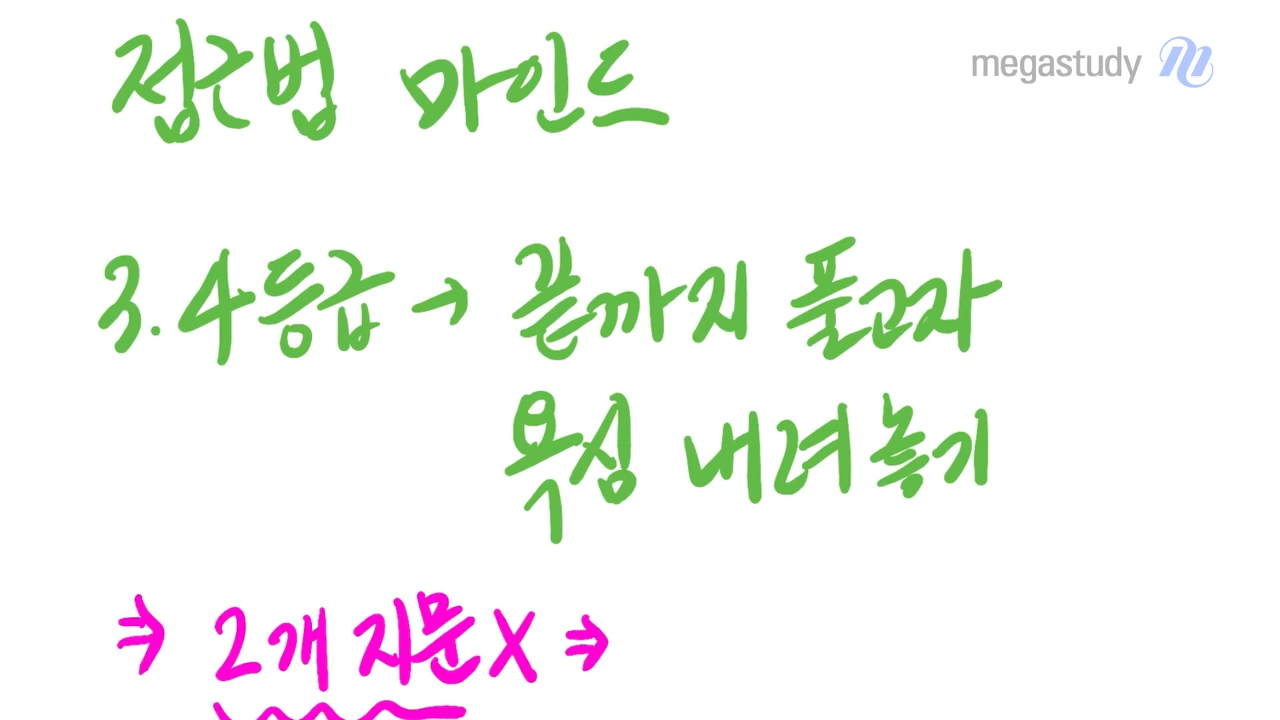 접근법 마인드
megastudy
3.4등급 → 끝까지 풀고자
욕심 내려놓기
⇒ 2개 지문 X ⇒